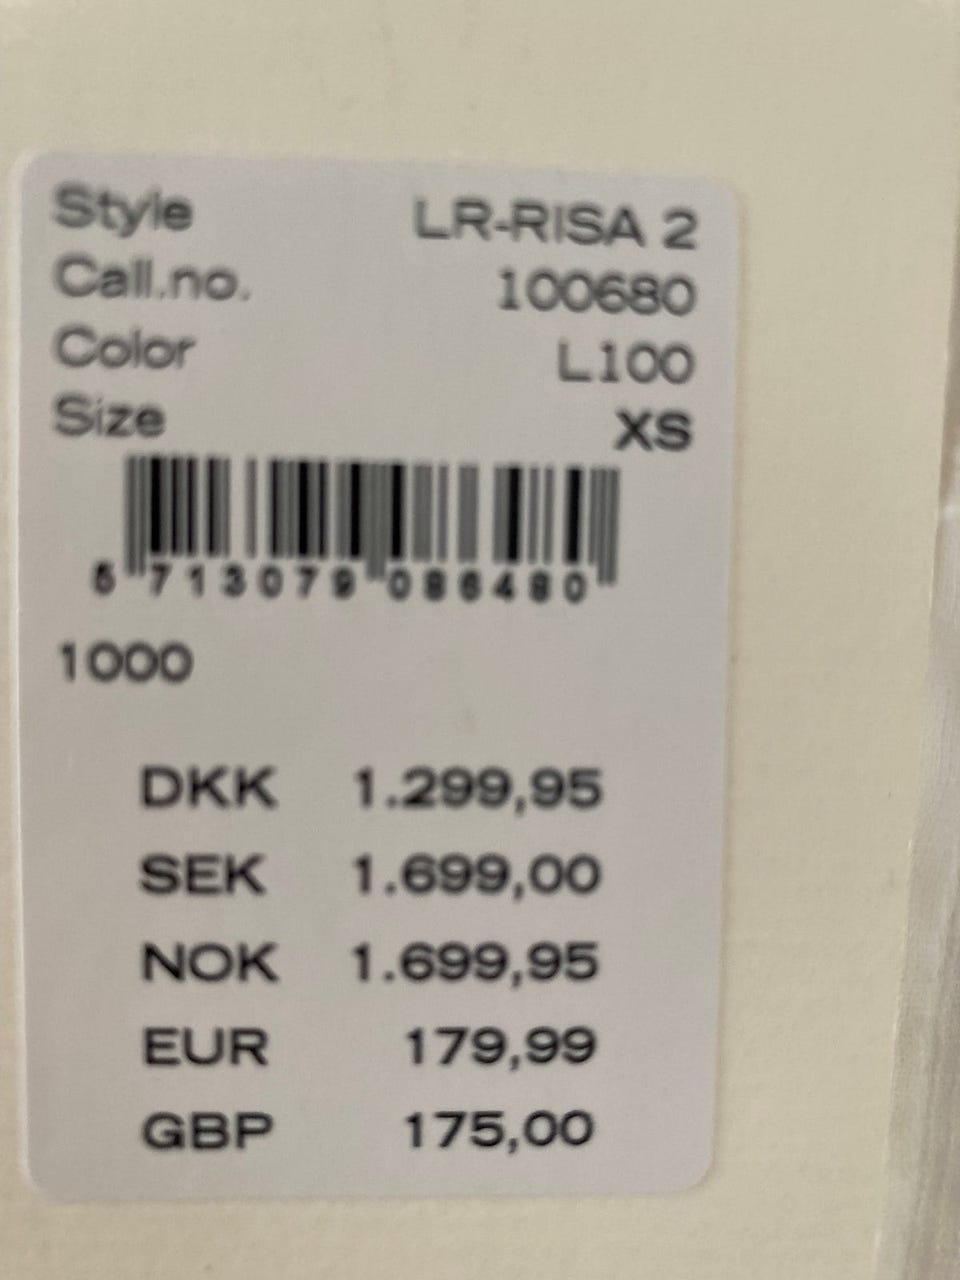 Style LR-RISA 2
Call.no. 100680
Color L100
Size XS
5 713079 086480
1000
DKK 1.299,95
SEK 1.699,00
NOK 1.699,95
EUR 179,99
GBP 175,00